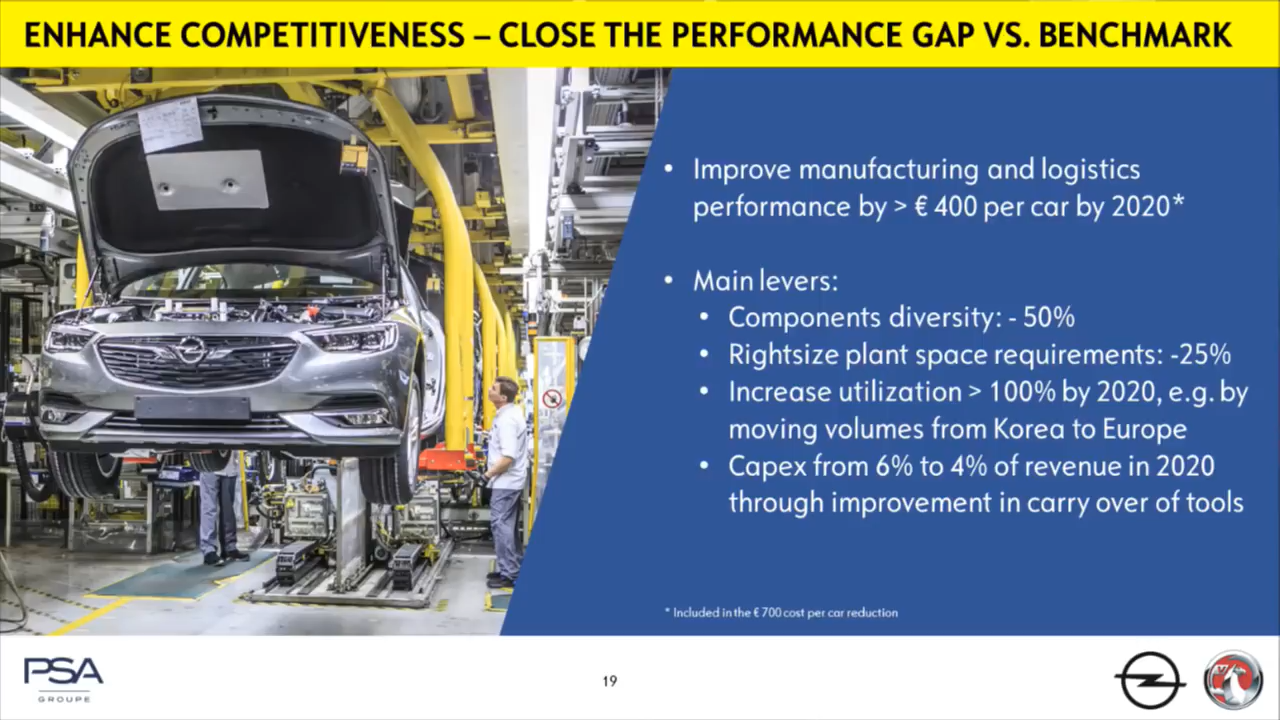 ENHANCE COMPETITIVENESS – CLOSE THE PERFORMANCE GAP VS. BENCHMARK
• Improve manufacturing and logistics
performance by > € 400 per car by 2020*
• Main levers:
• Components diversity: - 50%
• Rightsize plant space requirements: -25%
• Increase utilization > 100% by 2020, e.g. by
moving volumes from Korea to Europe
• Capex from 6% to 4% of revenue in 2020
through improvement in carry over of tools
* Included in the € 700 cost per car reduction
PSA
GROUPE
19